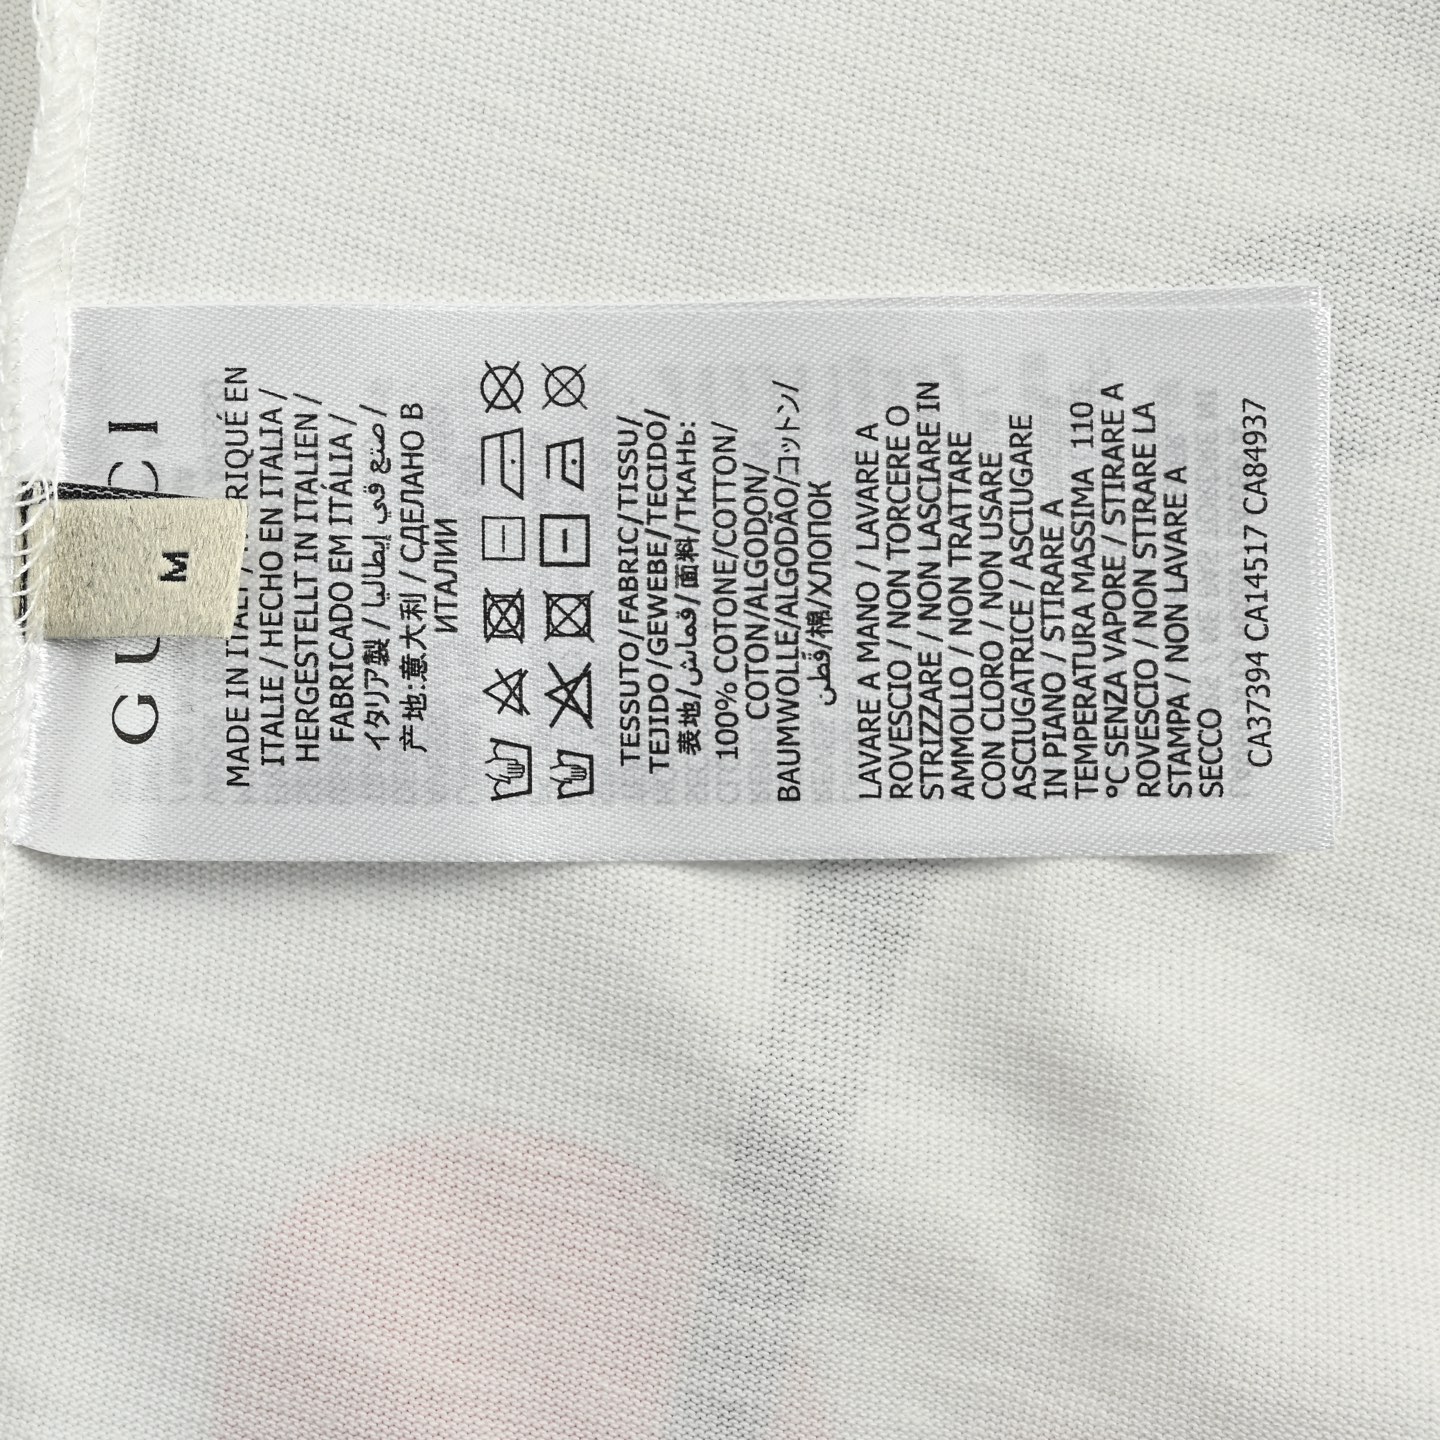 GUCCI
M
MADE IN ITALY / FABRIQUÉ EN
ITALIE / HECHO EN ITALIA /
HERGESTELLT IN ITALIEN /
FABRICADO EM ITÁLIA /
イタリア製 / صنع في إيطاليا /
产地:意大利 / СДЕЛАНО В
ИТАЛИИ
TESSUTO/FABRIC/TISSU/
TEJIDO/GEWEBE/TECIDO/
表地/قماش/面料/ТКАНЬ:
100% COTONE/COTTON/
COTON/ALGODON/
BAUMWOLLE/ALGODÃO/コットン/
قطن/棉/ХЛОПОК
LAVARE A MANO / LAVARE A
ROVESCIO / NON TORCERE O
STRIZZARE / NON LASCIARE IN
AMMOLLO / NON TRATTARE
CON CLORO / NON USARE
ASCIUGATRICE / ASCIUGARE
IN PIANO / STIRARE A
TEMPERATURA MASSIMA 110
°C SENZA VAPORE / STIRARE A
ROVESCIO / NON STIRARE LA
STAMPA / NON LAVARE A
SECCO
CA37394 CA14517 CA84937